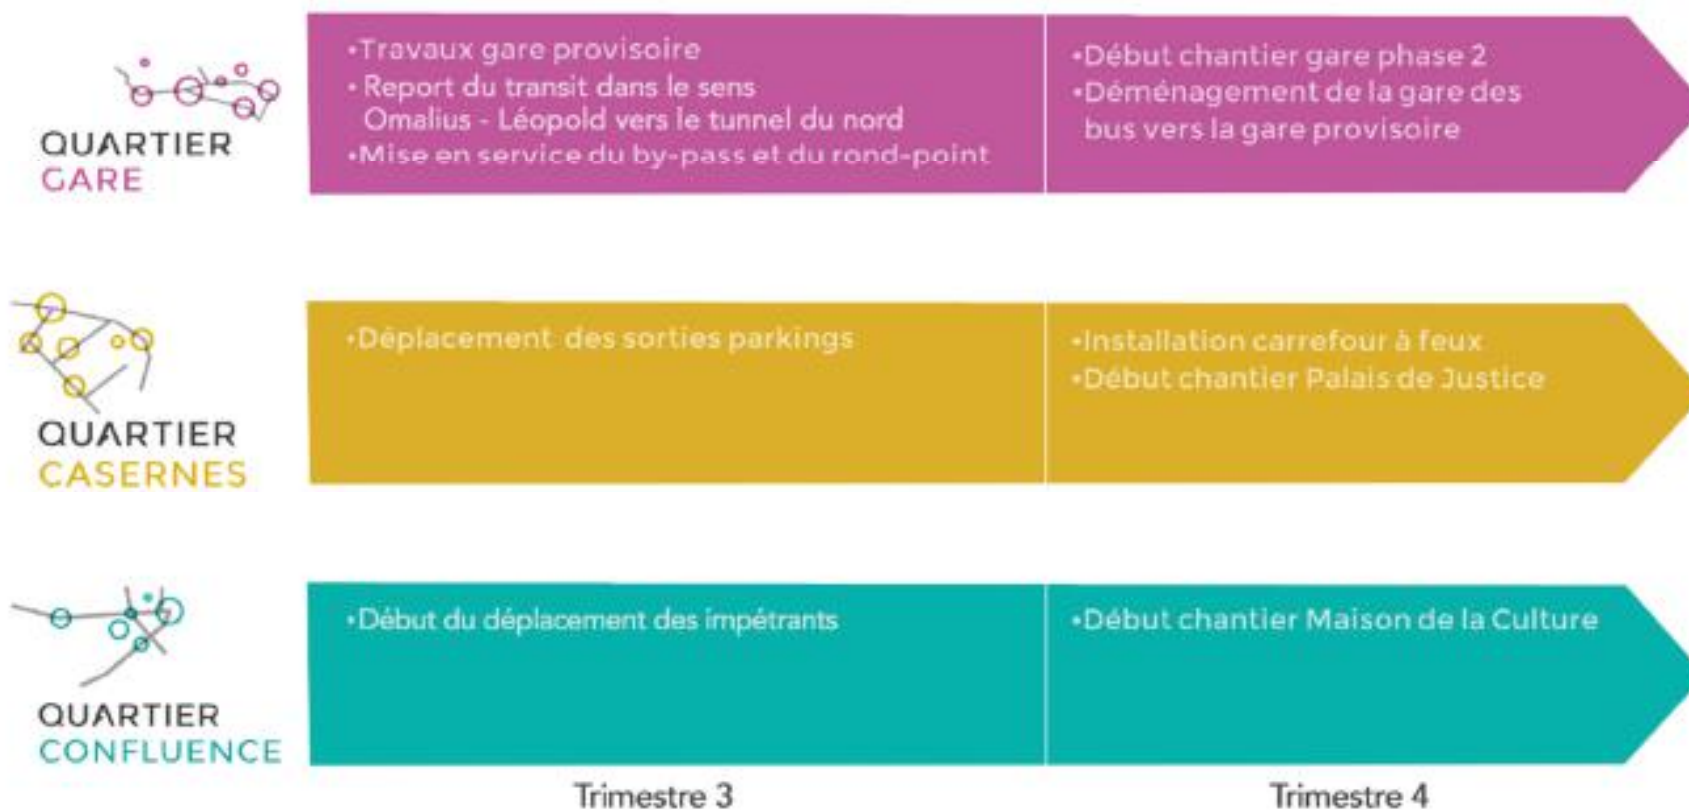 QUARTIER
GARE
•Travaux gare provisoire
• Report du transit dans le sens
Omalius - Léopold vers le tunnel du nord
•Mise en service du by-pass et du rond-point
•Début chantier gare phase 2
•Déménagement de la gare des
bus vers la gare provisoire
QUARTIER
CASERNES
•Déplacement des sorties parkings
•Installation carrefour à feux
•Début chantier Palais de Justice
QUARTIER
CONFLUENCE
•Début du déplacement des impétrants
•Début chantier Maison de la Culture
Trimestre 3
Trimestre 4